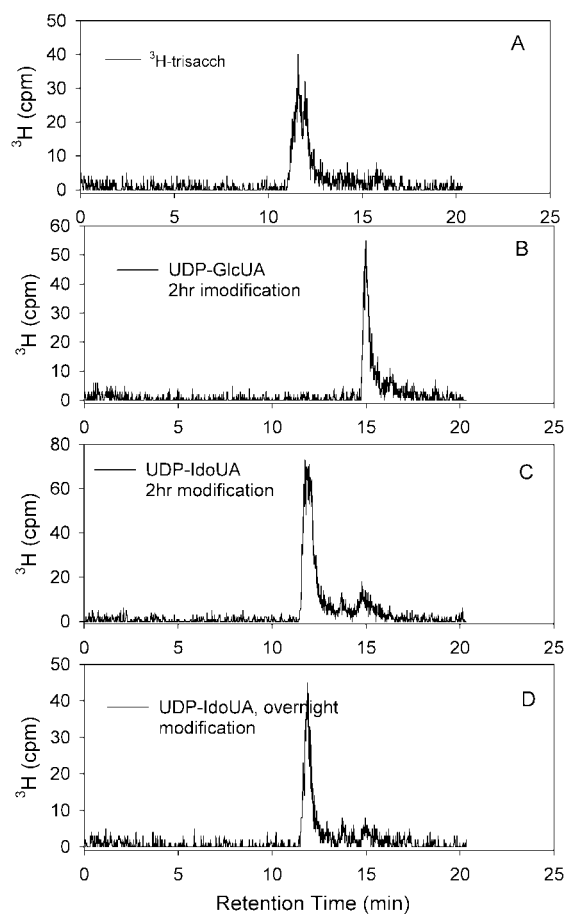 50
A
³H-trisacch
40
30
³H (cpm)
20
10
0
0 5 10 15 20 25
60
B
UDP-GlcUA
50
2hr imodification
40
³H (cpm)
30
20
10
0
0 5 10 15 20 25
80
UDP-IdoUA
C
2hr modification
60
³H (cpm)
40
20
0
0 5 10 15 20 25
50
UDP-IdoUA, overnight
D
modification
40
³H (cpm)
30
20
10
0
0 5 10 15 20 25
Retention Time (min)